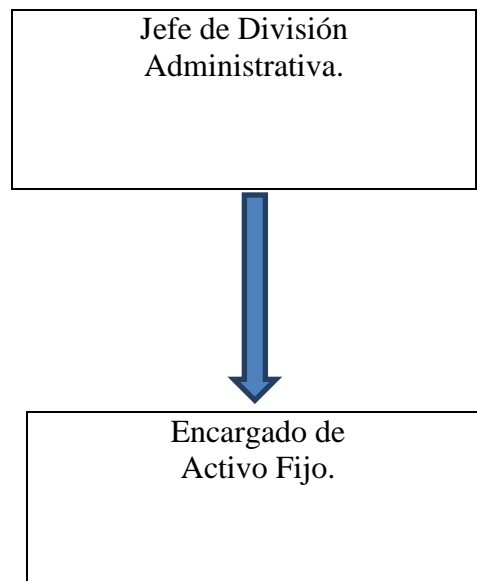 Jefe de División
Administrativa.
Encargado de
Activo Fijo.